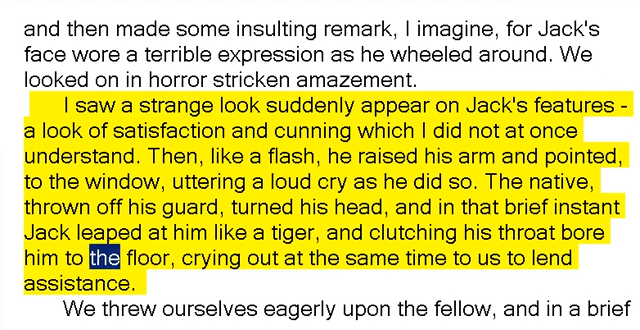 and then made some insulting remark, I imagine, for Jack's
face wore a terrible expression as he wheeled around. We
looked on in horror stricken amazement.
I saw a strange look suddenly appear on Jack's features -
a look of satisfaction and cunning which I did not at once
understand. Then, like a flash, he raised his arm and pointed,
to the window, uttering a loud cry as he did so. The native,
thrown off his guard, turned his head, and in that brief instant
Jack leaped at him like a tiger, and clutching his throat bore
him to the floor, crying out at the same time to us to lend
assistance.
We threw ourselves eagerly upon the fellow, and in a brief